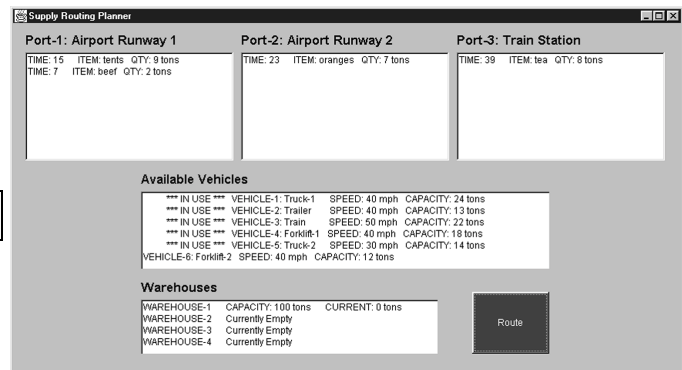 Supply Routing Planner
Port-1: Airport Runway 1
Port-2: Airport Runway 2
Port-3: Train Station
TIME: 15 ITEM: tents QTY: 9 tons
TIME: 7 ITEM: beef QTY: 2 tons
TIME: 23 ITEM: oranges QTY: 7 tons
TIME: 39 ITEM: tea QTY: 8 tons
Available Vehicles
*** IN USE *** VEHICLE-1: Truck-1 SPEED: 40 mph CAPACITY: 24 tons
*** IN USE *** VEHICLE-2: Trailer SPEED: 40 mph CAPACITY: 13 tons
*** IN USE *** VEHICLE-3: Train SPEED: 50 mph CAPACITY: 22 tons
*** IN USE *** VEHICLE-4: Forklift-1 SPEED: 40 mph CAPACITY: 18 tons
*** IN USE *** VEHICLE-5: Truck-2 SPEED: 30 mph CAPACITY: 14 tons
VEHICLE-6: Forklift-2 SPEED: 40 mph CAPACITY: 12 tons
Warehouses
WAREHOUSE-1 CAPACITY: 100 tons CURRENT: 0 tons
WAREHOUSE-2 Currently Empty
WAREHOUSE-3 Currently Empty
WAREHOUSE-4 Currently Empty
Route